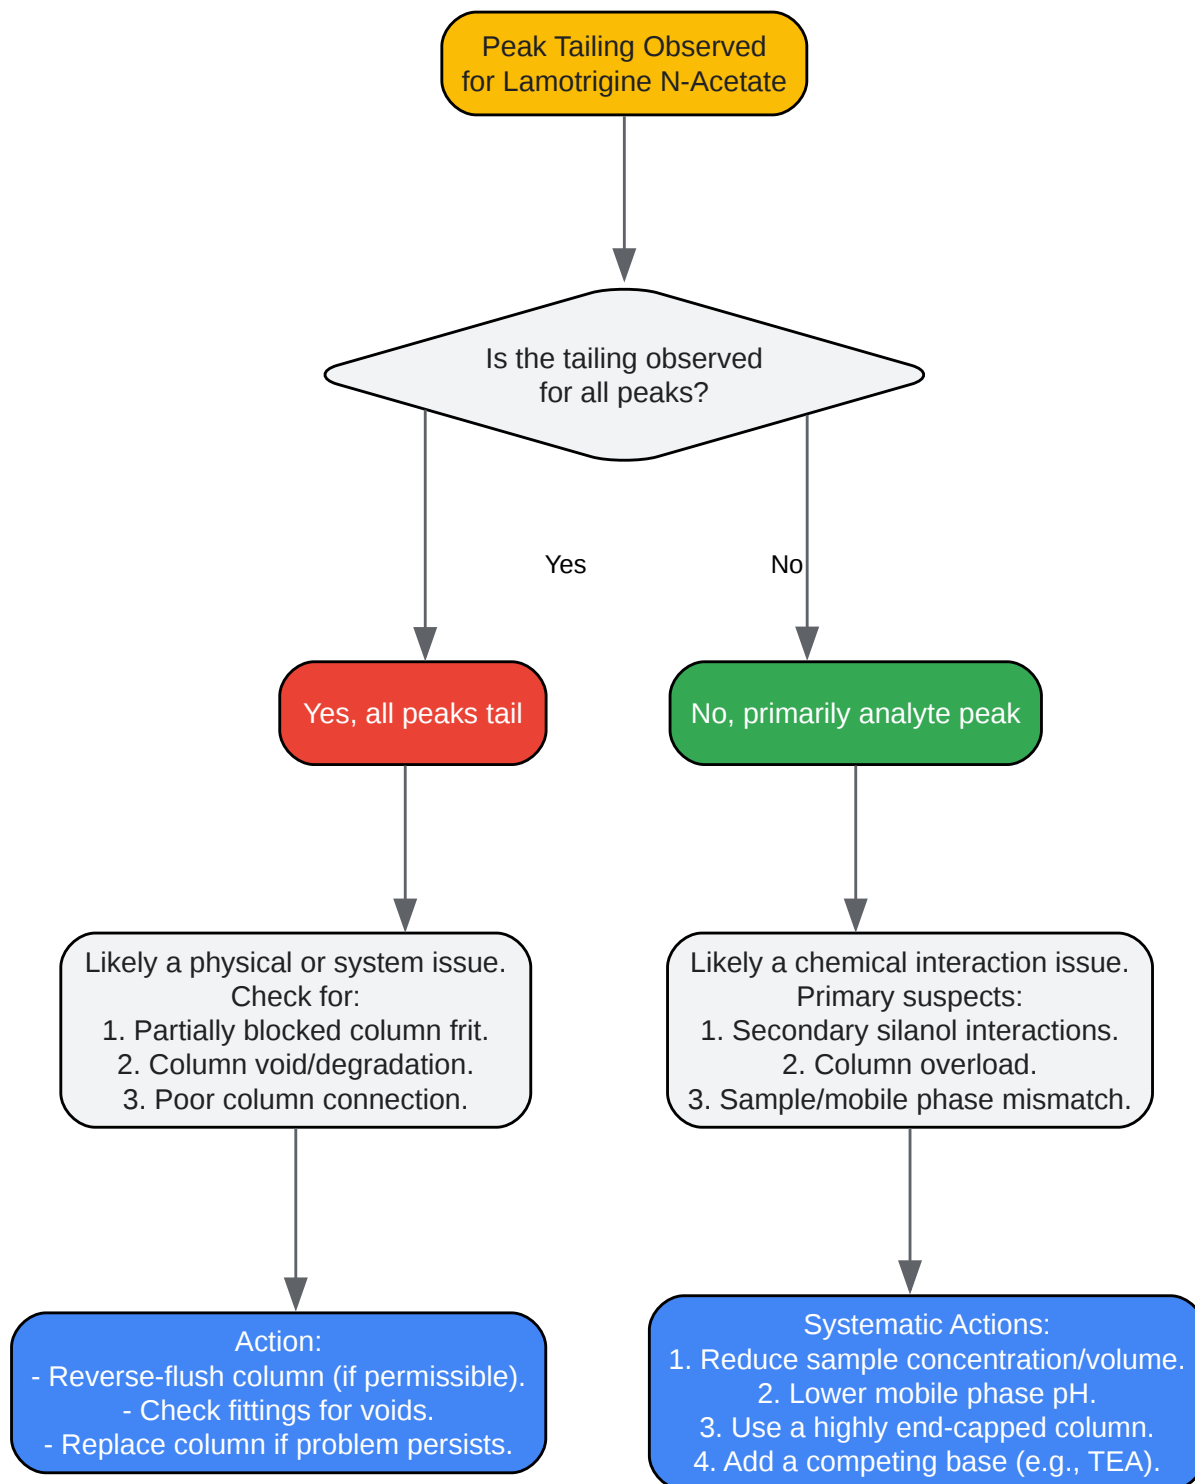 Peak Tailing Observed
for Lamotrigine N-Acetate
Is the tailing observed
for all peaks?
Yes
No
Yes, all peaks tail
No, primarily analyte peak
Likely a physical or system issue.
Check for:
1. Partially blocked column frit.
2. Column void/degradation.
3. Poor column connection.
Likely a chemical interaction issue.
Primary suspects:
1. Secondary silanol interactions.
2. Column overload.
3. Sample/mobile phase mismatch.
Action:
- Reverse-flush column (if permissible).
- Check fittings for voids.
- Replace column if problem persists.
Systematic Actions:
1. Reduce sample concentration/volume.
2. Lower mobile phase pH.
3. Use a highly end-capped column.
4. Add a competing base (e.g., TEA).